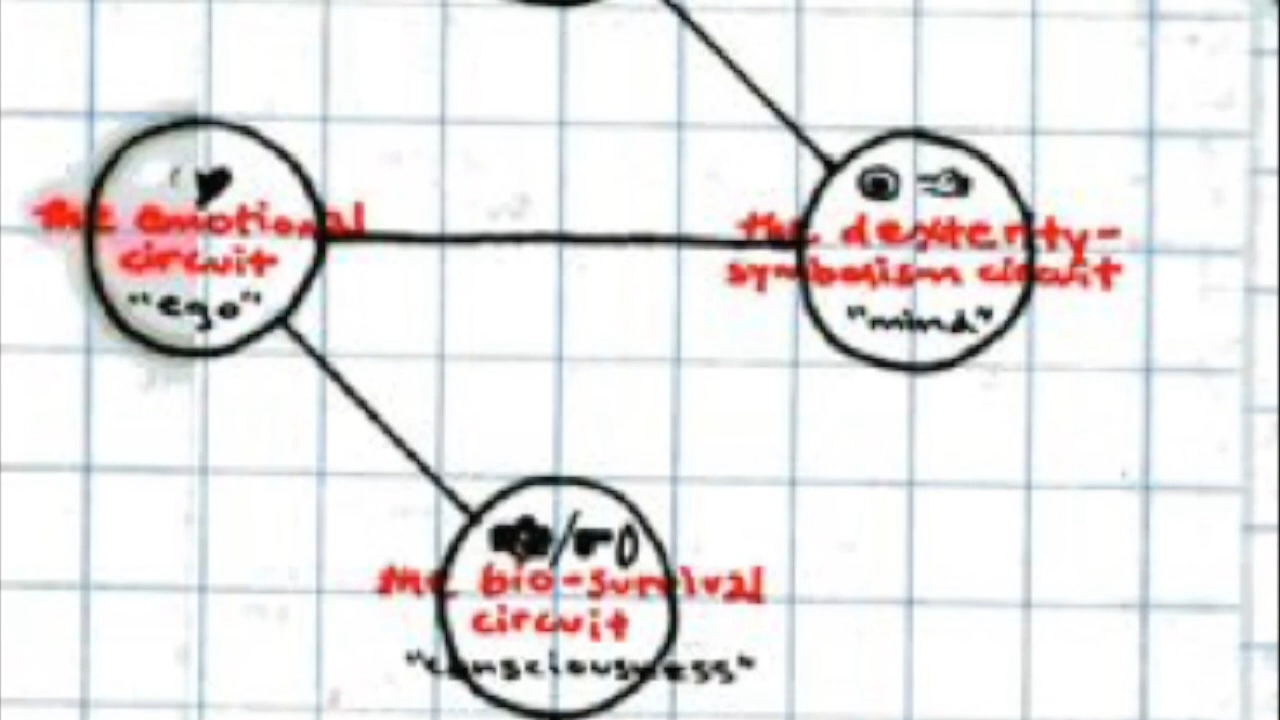 the emotional
circuit
"ego"
the dexterity-
symbolism circuit
"mind"
the bio-survival
circuit
"consciousness"